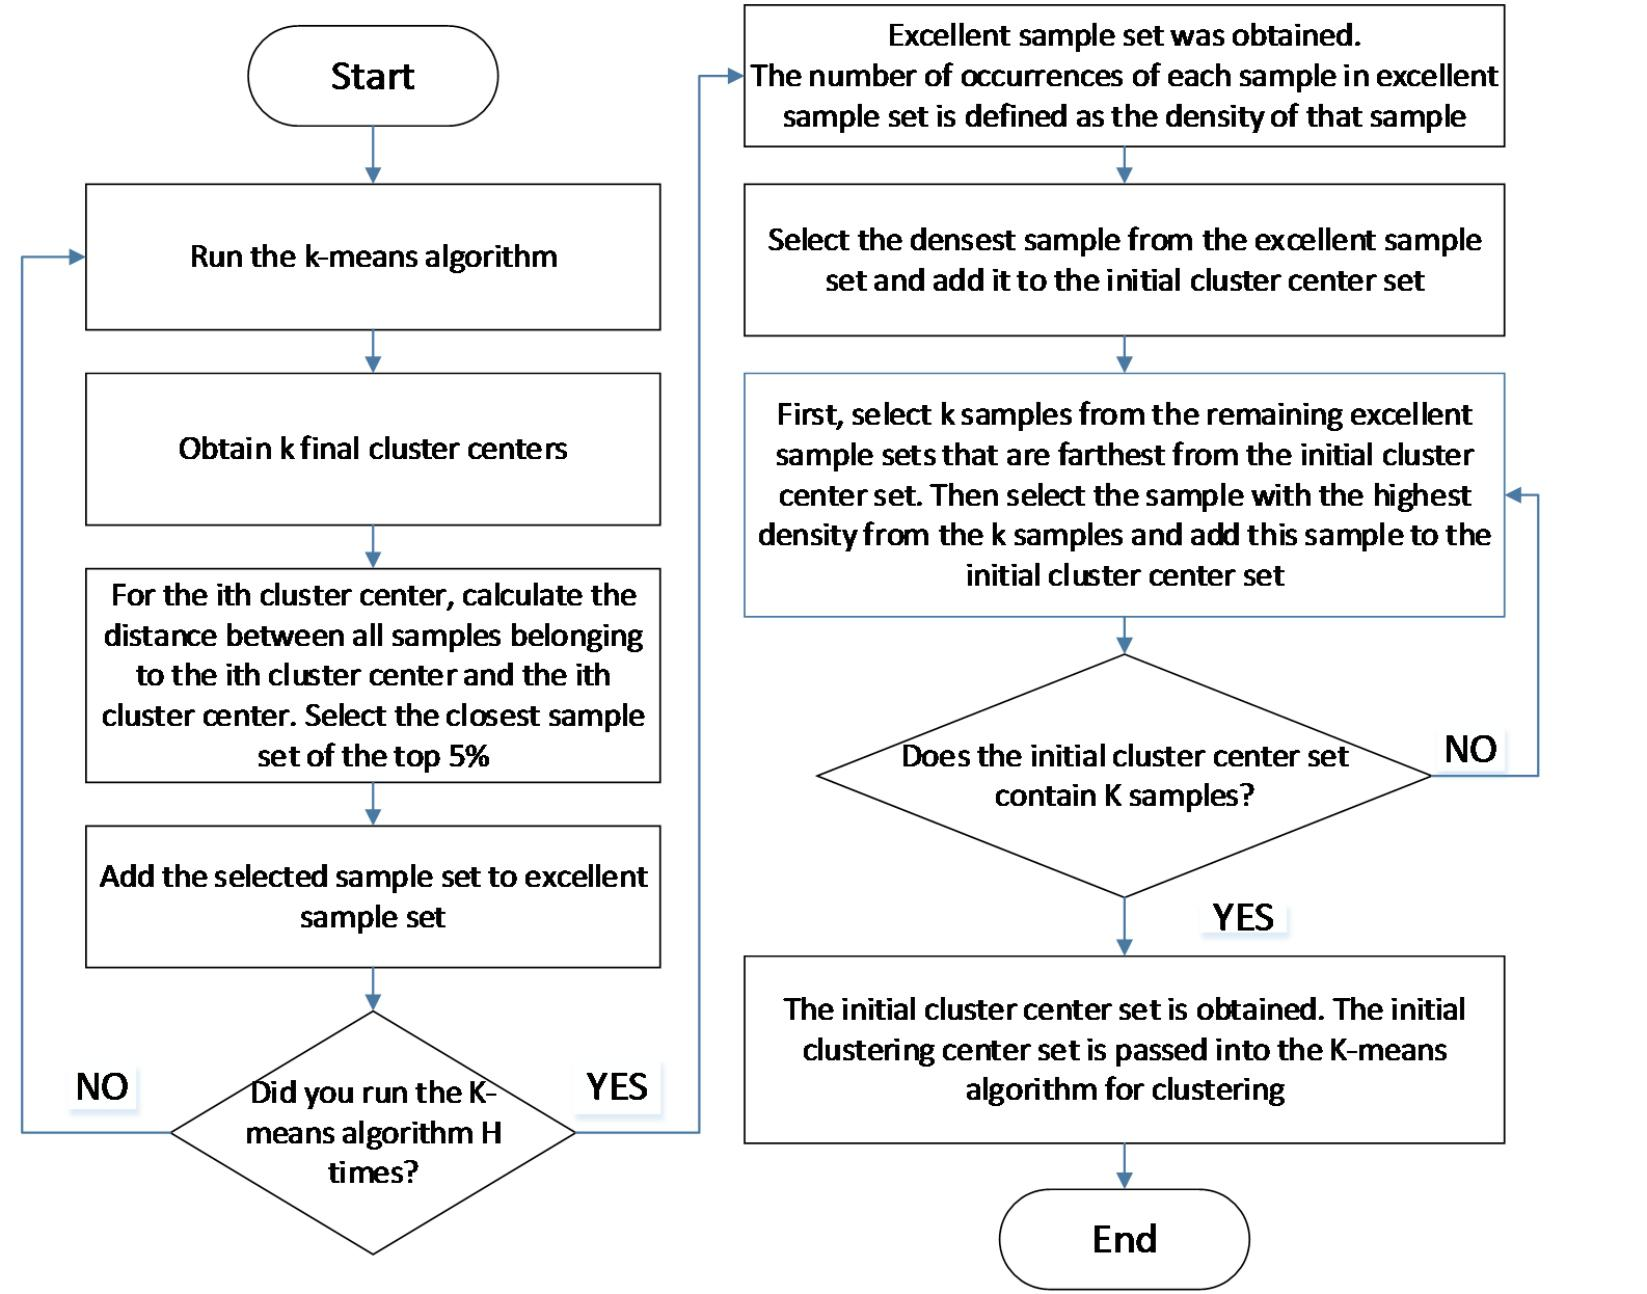 Start
Run the k-means algorithm
Obtain k final cluster centers
For the ith cluster center, calculate the
distance between all samples belonging
to the ith cluster center and the ith
cluster center. Select the closest sample
set of the top 5%
Add the selected sample set to excellent
sample set
NO
YES
Did you run the K-
means algorithm H
times?
Excellent sample set was obtained.
The number of occurrences of each sample in excellent
sample set is defined as the density of that sample
Select the densest sample from the excellent sample
set and add it to the initial cluster center set
First, select k samples from the remaining excellent
sample sets that are farthest from the initial cluster
center set. Then select the sample with the highest
density from the k samples and add this sample to the
initial cluster center set
NO
Does the initial cluster center set
contain K samples?
YES
The initial cluster center set is obtained. The initial
clustering center set is passed into the K-means
algorithm for clustering
End